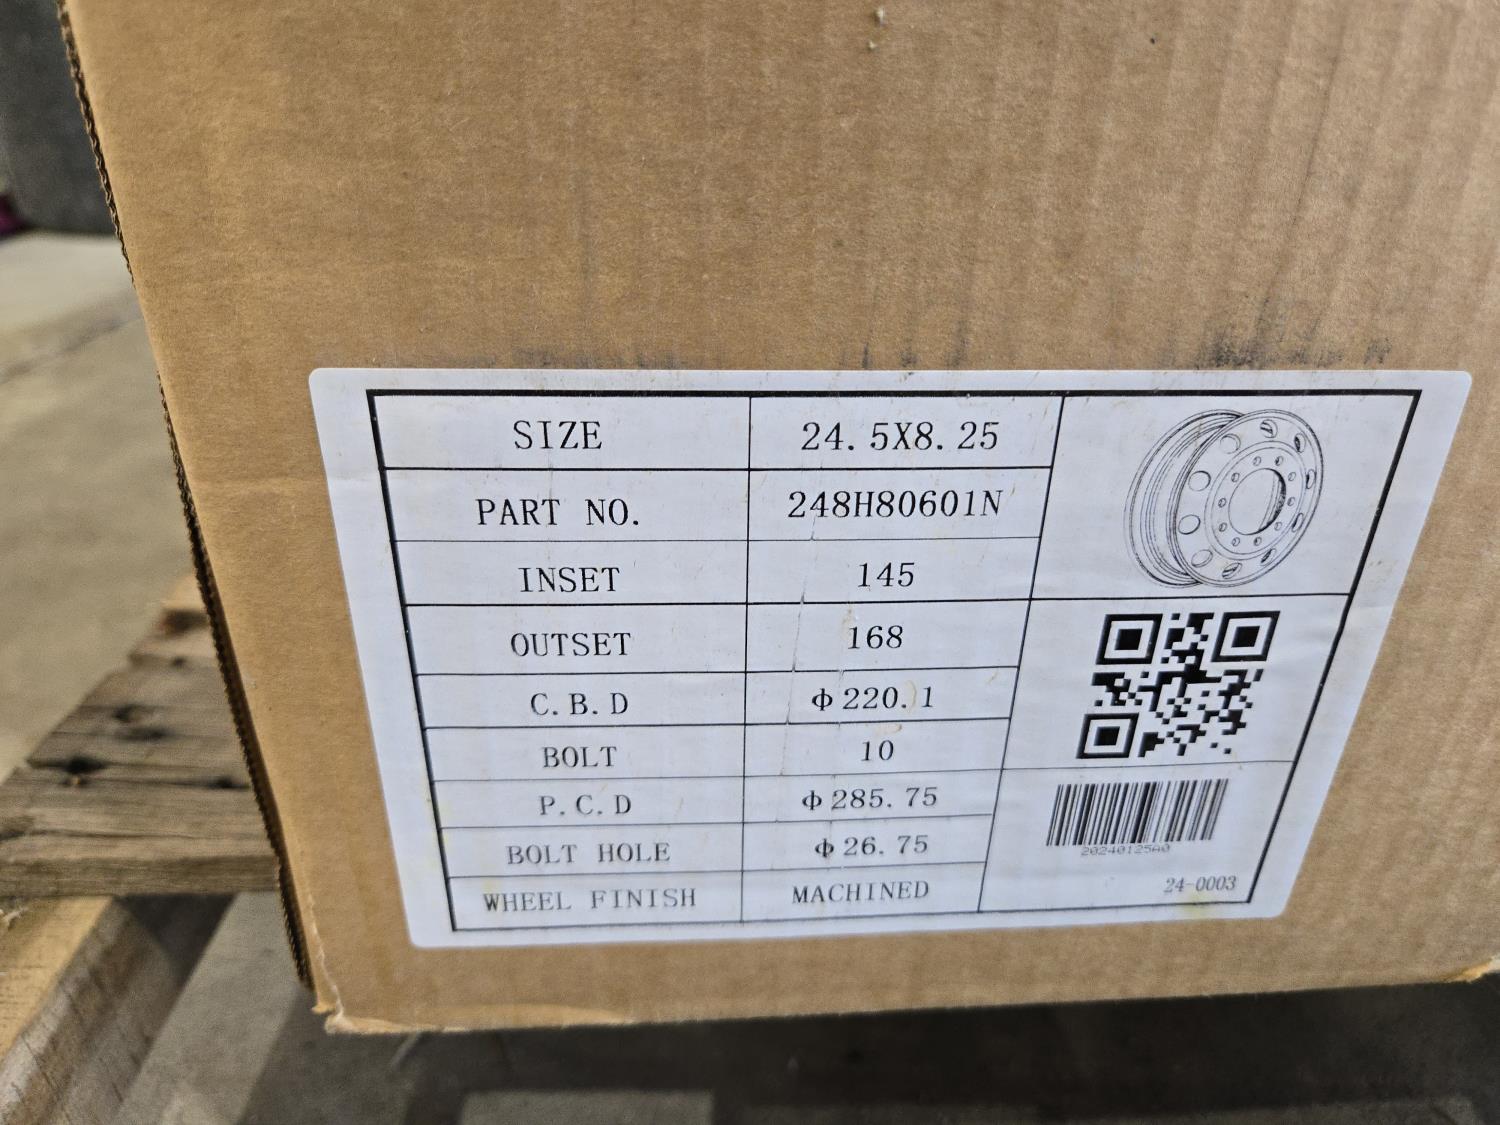 SIZE 24.5X8.25
PART NO. 248H80601N
INSET 145
OUTSET 168
C.B.D Φ220.1
BOLT 10
P.C.D Φ285.75
BOLT HOLE Φ26.75
WHEEL FINISH MACHINED
20240125A0
24-0003